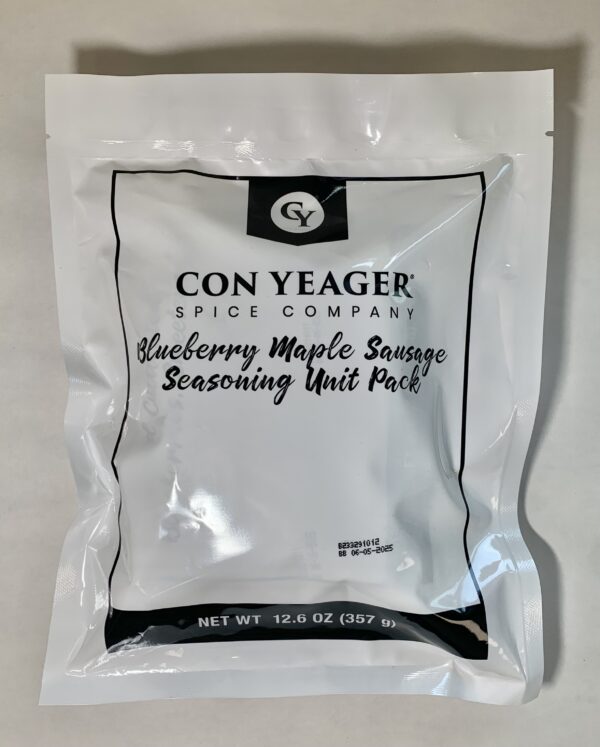 CY
CON YEAGER®
SPICE COMPANY
Blueberry Maple Sausage
Seasoning Unit Pack
8233291012
BB 06-05-2025
NET WT 12.6 OZ (357 g)